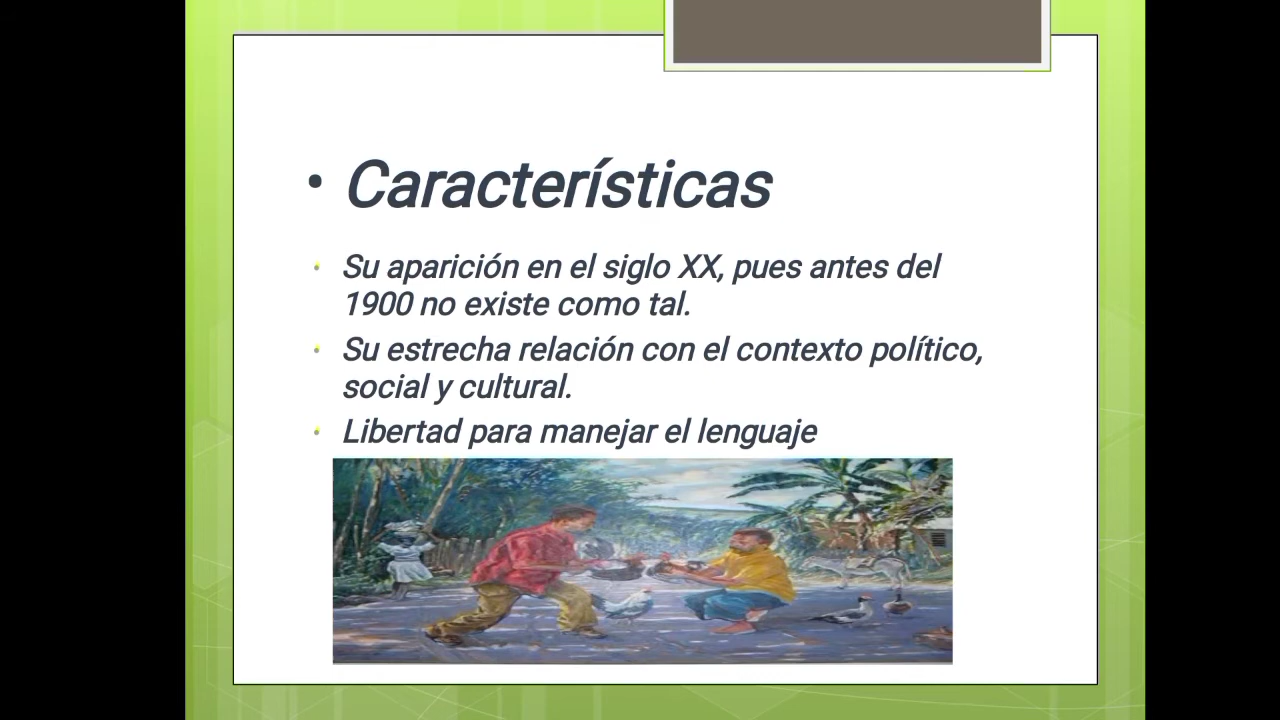 • Características
• Su aparición en el siglo XX, pues antes del
1900 no existe como tal.
• Su estrecha relación con el contexto político,
social y cultural.
• Libertad para manejar el lenguaje